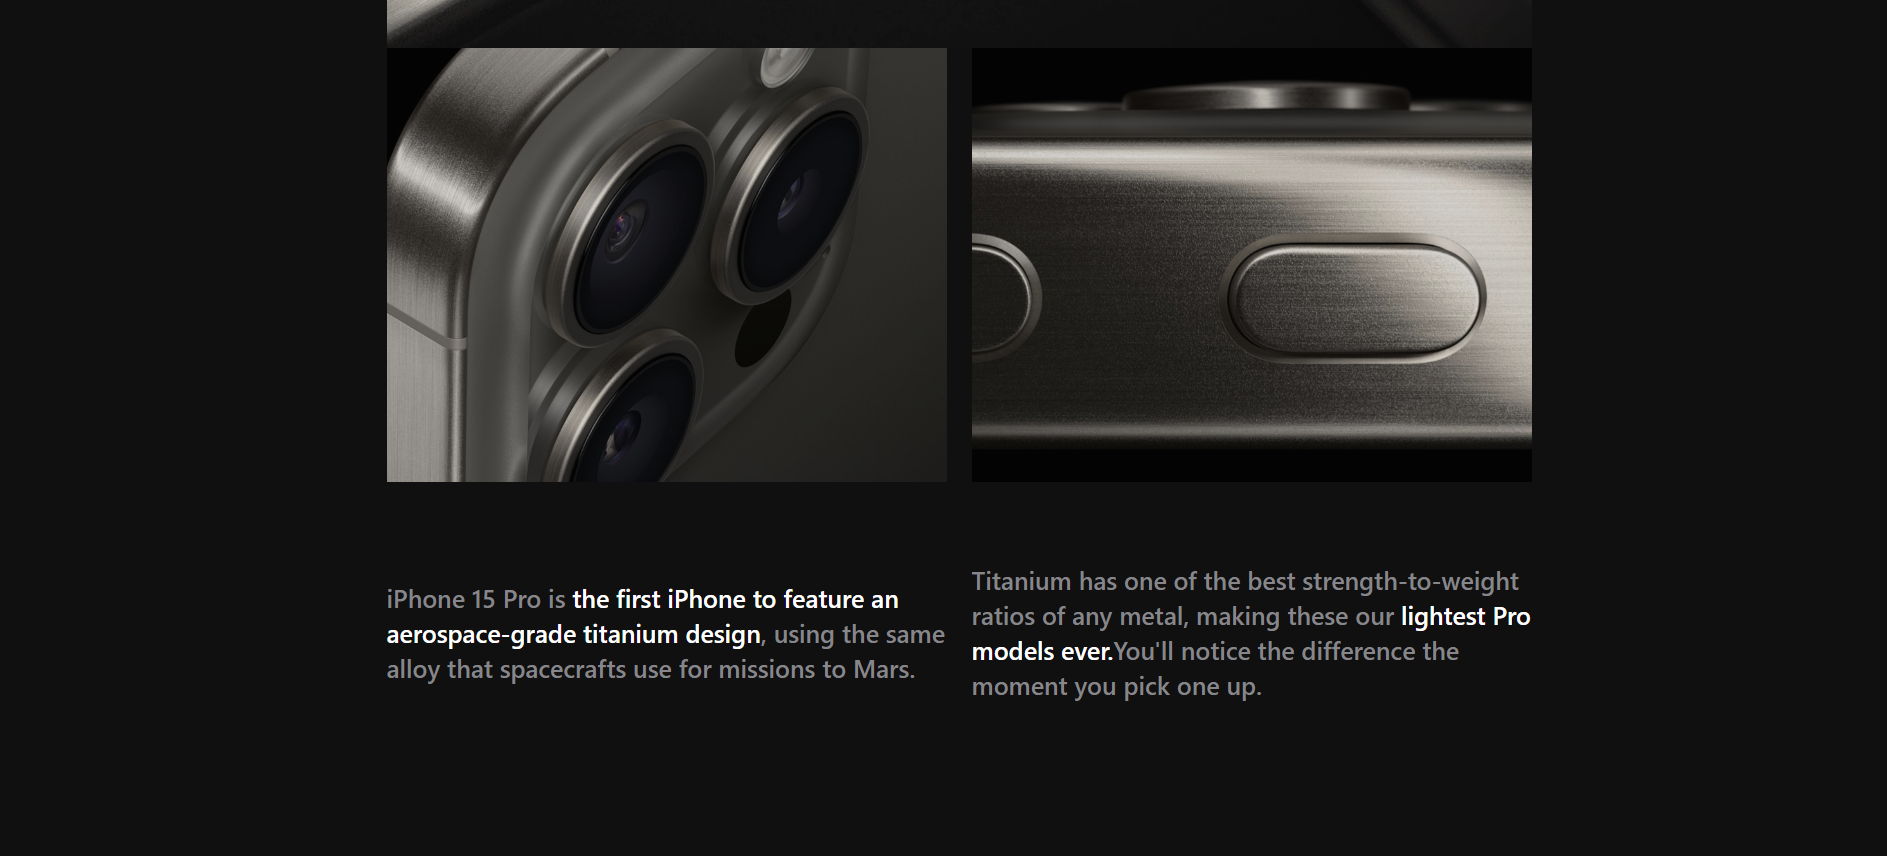 iPhone 15 Pro is the first iPhone to feature an
aerospace-grade titanium design, using the same
alloy that spacecrafts use for missions to Mars.
Titanium has one of the best strength-to-weight
ratios of any metal, making these our lightest Pro
models ever.You'll notice the difference the
moment you pick one up.